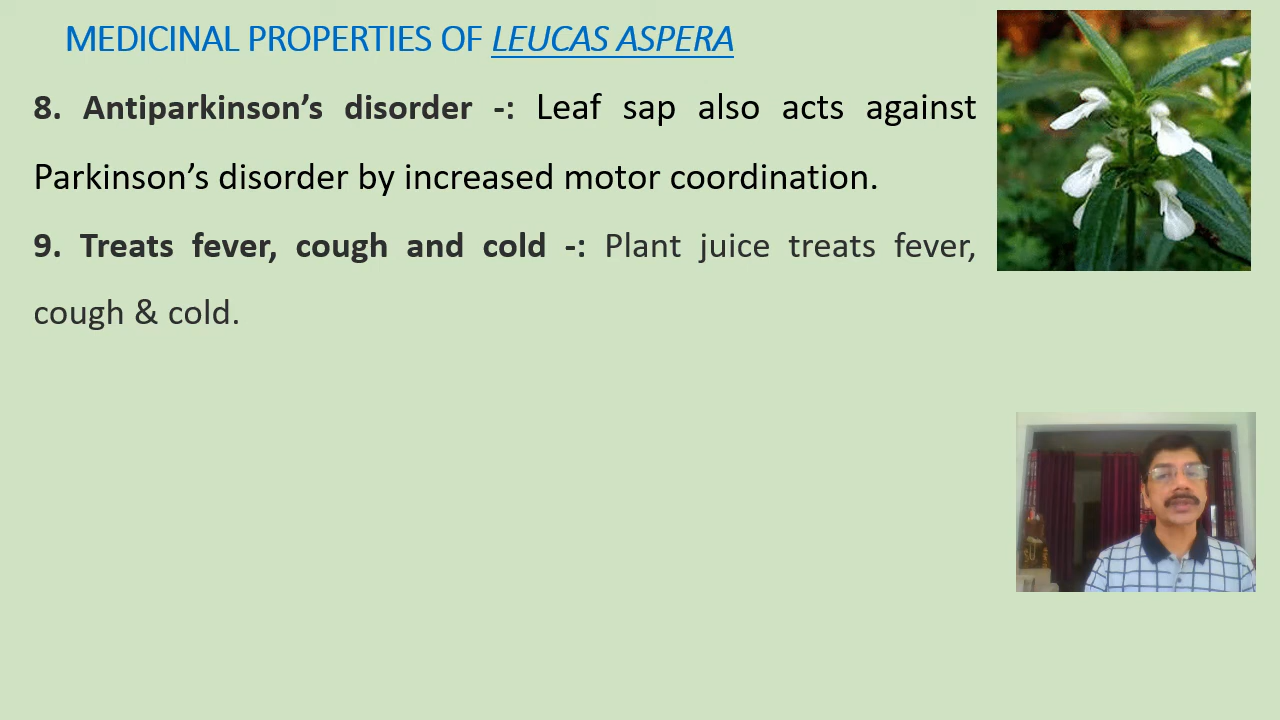 MEDICINAL PROPERTIES OF LEUCAS ASPERA
8. Antiparkinson’s disorder -: Leaf sap also acts against
Parkinson’s disorder by increased motor coordination.
9. Treats fever, cough and cold -: Plant juice treats fever,
cough & cold.